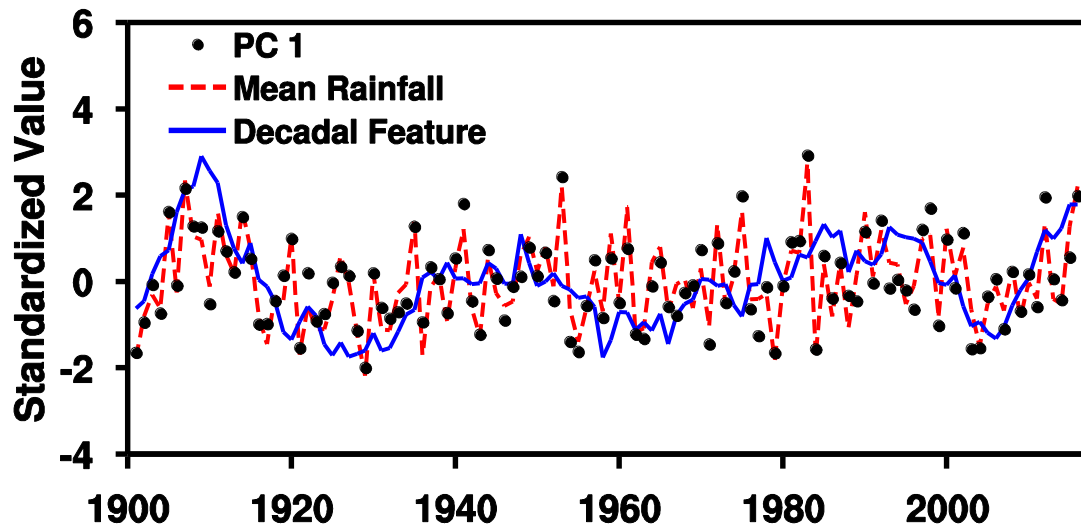 6
4
2
0
-2
-4
Standardized Value
PC 1
Mean Rainfall
Decadal Feature
1900 1920 1940 1960 1980 2000